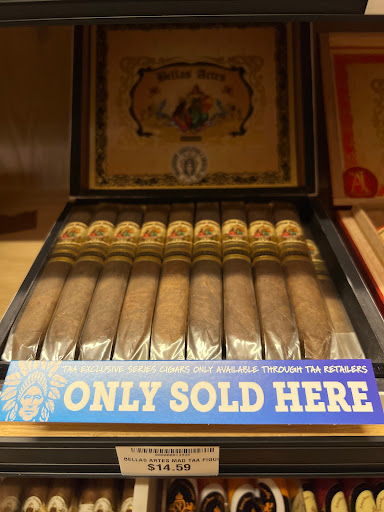 Bellas Artes
TAA EXCLUSIVE SERIES CIGARS ONLY AVAILABLE THROUGH TAA RETAILERS
ONLY SOLD HERE
BELLAS ARTES MAD TAA FIGU
$14.59
A